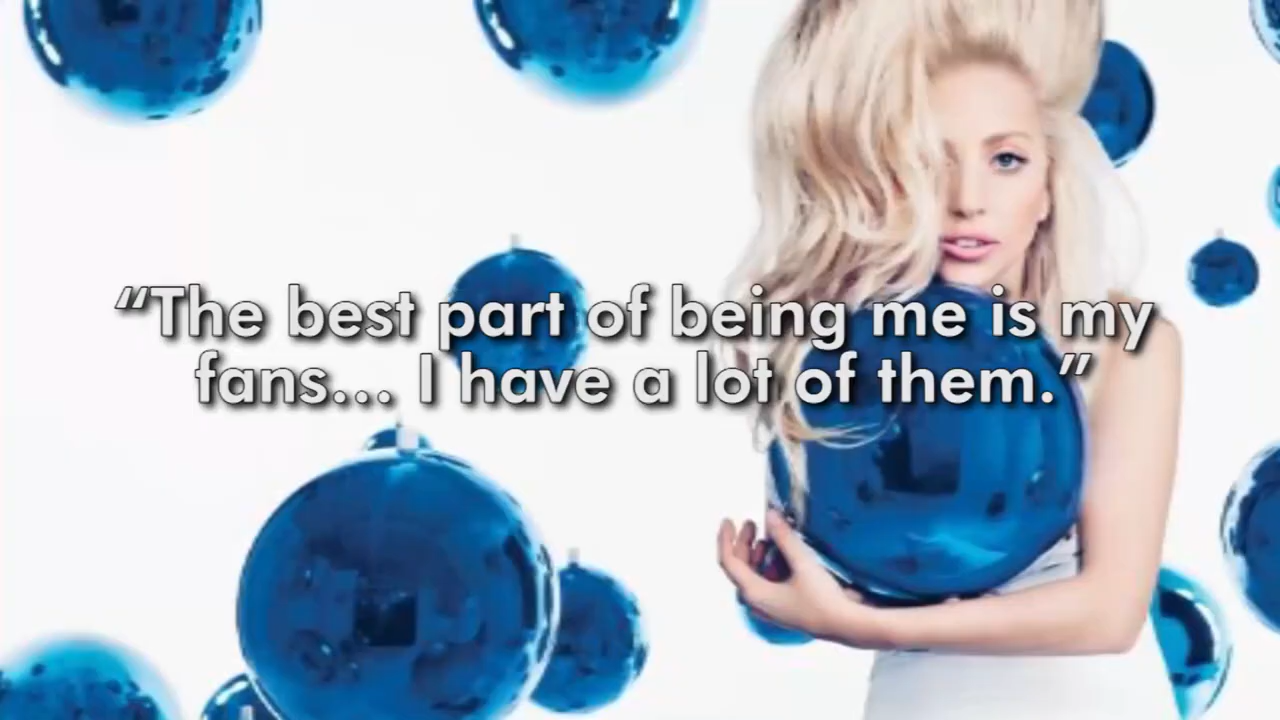 “The best part of being me is my
fans... I have a lot of them.”